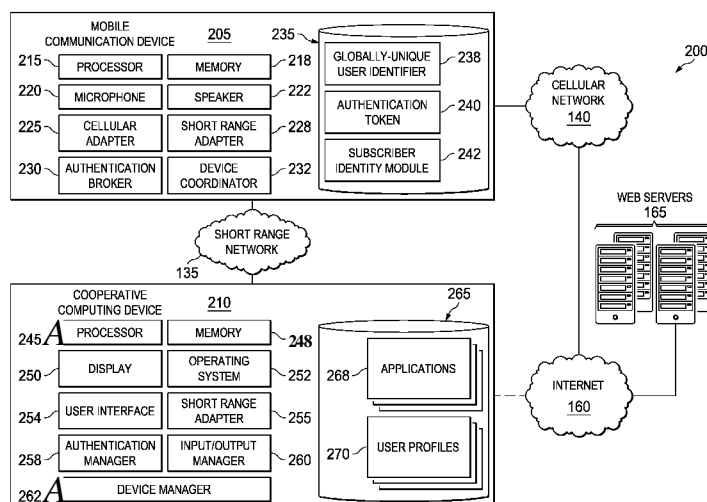 MOBILE
COMMUNICATION DEVICE 205
215 PROCESSOR MEMORY 218
220 MICROPHONE SPEAKER 222
225 CELLULAR ADAPTER SHORT RANGE ADAPTER 228
230 AUTHENTICATION BROKER DEVICE COORDINATOR 232
235
GLOBALLY-UNIQUE USER IDENTIFIER 238
AUTHENTICATION TOKEN 240
SUBSCRIBER IDENTITY MODULE 242
CELLULAR
NETWORK
140
200
WEB SERVERS
165
SHORT RANGE
NETWORK
135
COOPERATIVE
COMPUTING DEVICE 210
245 A PROCESSOR MEMORY 248
250 DISPLAY OPERATING SYSTEM 252
254 USER INTERFACE SHORT RANGE ADAPTER 255
258 AUTHENTICATION MANAGER INPUT/OUTPUT MANAGER 260
262 A DEVICE MANAGER
265
268 APPLICATIONS
270 USER PROFILES
INTERNET
160